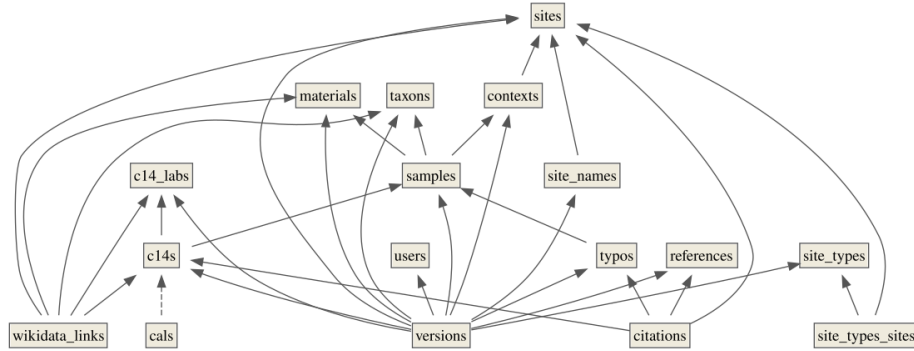 sites
materials
taxons
contexts
c14_labs
samples
site_names
c14s
users
typos
references
site_types
wikidata_links
cals
versions
citations
site_types_sites